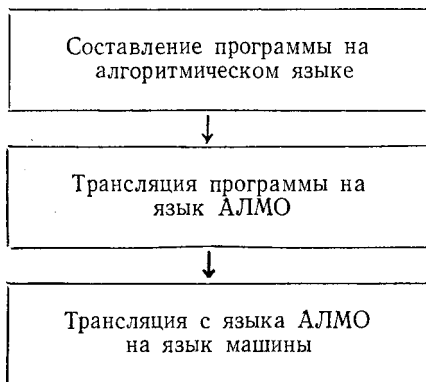 Составление программы на
алгоритмическом языке
Трансляция программы на
язык АЛМО
Трансляция с языка АЛМО
на язык машины